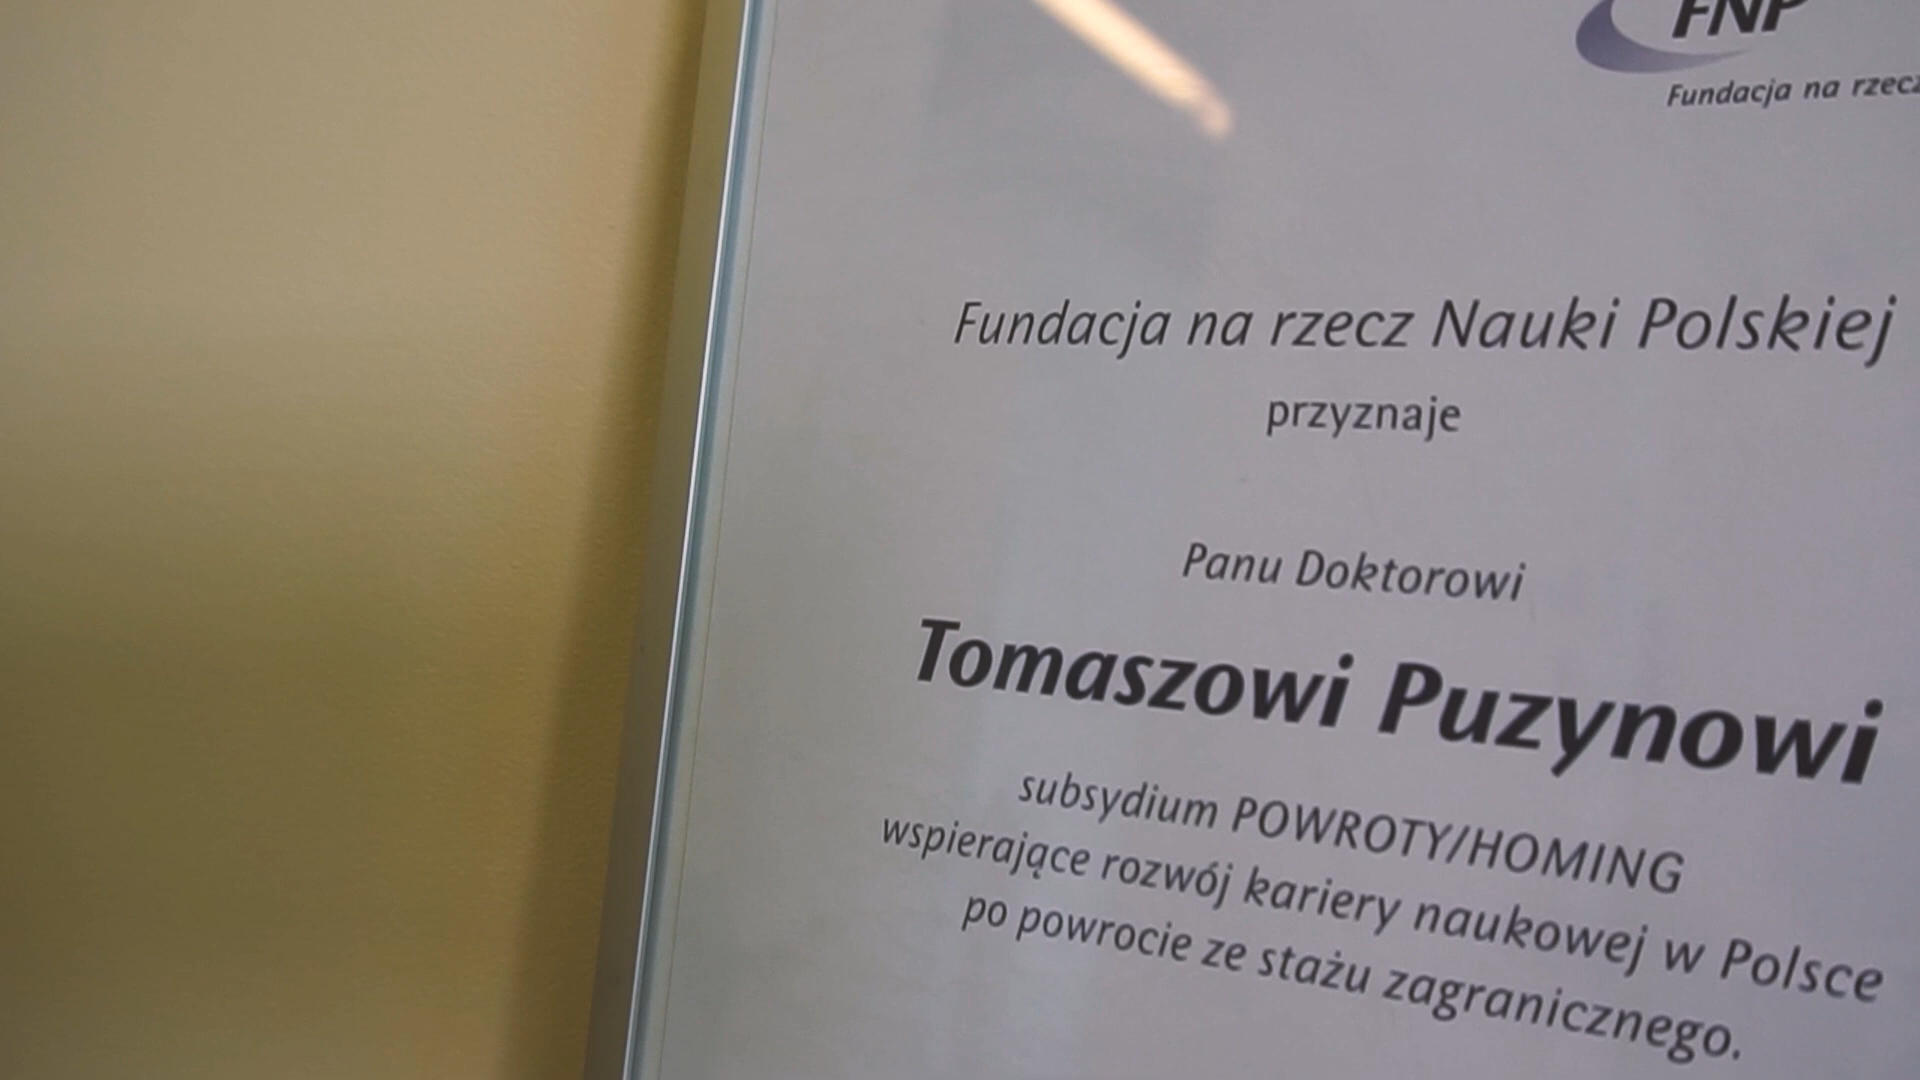 FNP
Fundacja na rzecz
Fundacja na rzecz Nauki Polskiej
przyznaje
Panu Doktorowi
Tomaszowi Puzynowi
subsydium POWROTY/HOMING
wspierające rozwój kariery naukowej w Polsce
po powrocie ze stażu zagranicznego.